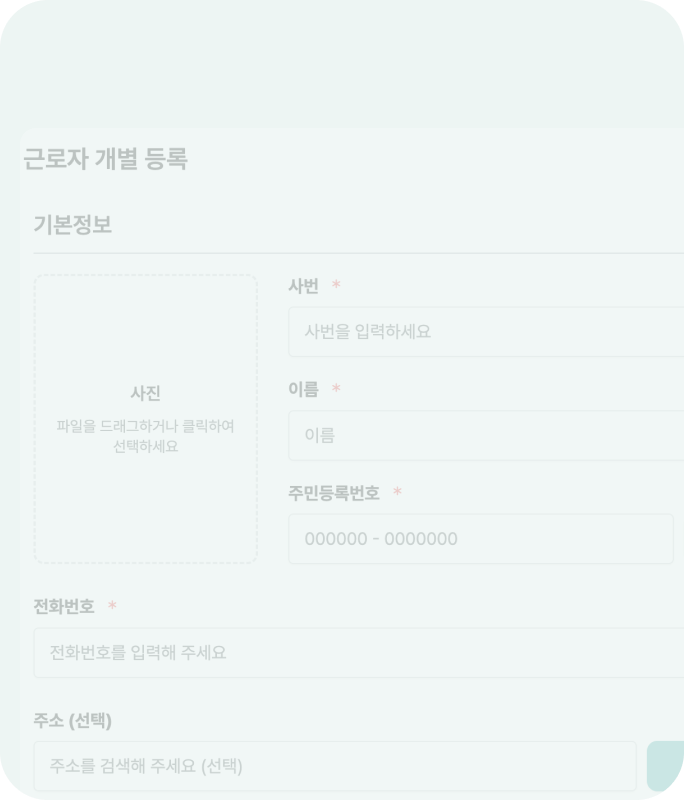 근로자 개별 등록
기본정보
사진
파일을 드래그하거나 클릭하여
선택하세요
사번 *
사번을 입력하세요
이름 *
이름
주민등록번호 *
000000 - 0000000
전화번호 *
전화번호를 입력해 주세요
주소 (선택)
주소를 검색해 주세요 (선택)